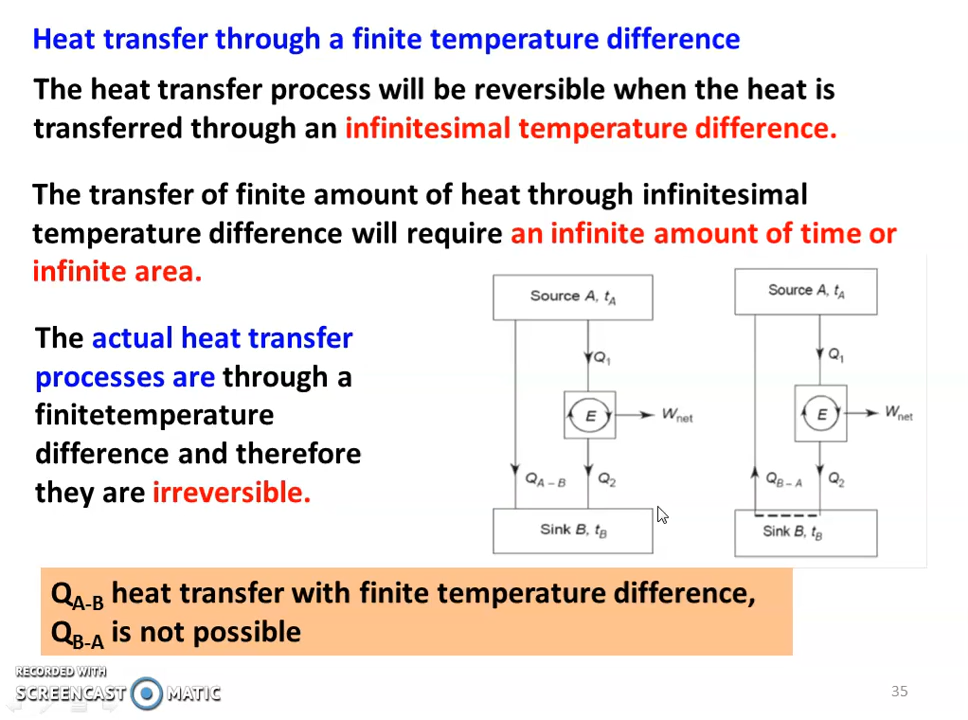 Heat transfer through a finite temperature difference
The heat transfer process will be reversible when the heat is
transferred through an infinitesimal temperature difference.
The transfer of finite amount of heat through infinitesimal
temperature difference will require an infinite amount of time or
infinite area.
The actual heat transfer
processes are through a
finitetemperature
difference and therefore
they are irreversible.
Source A, tA
Q1
E
Wnet
QA – B
Q2
Sink B, tB
Source A, tA
Q1
E
Wnet
QB – A
Q2
Sink B, tB
QA-B heat transfer with finite temperature difference,
QB-A is not possible
RECORDED WITH
SCREENCAST MATIC
35